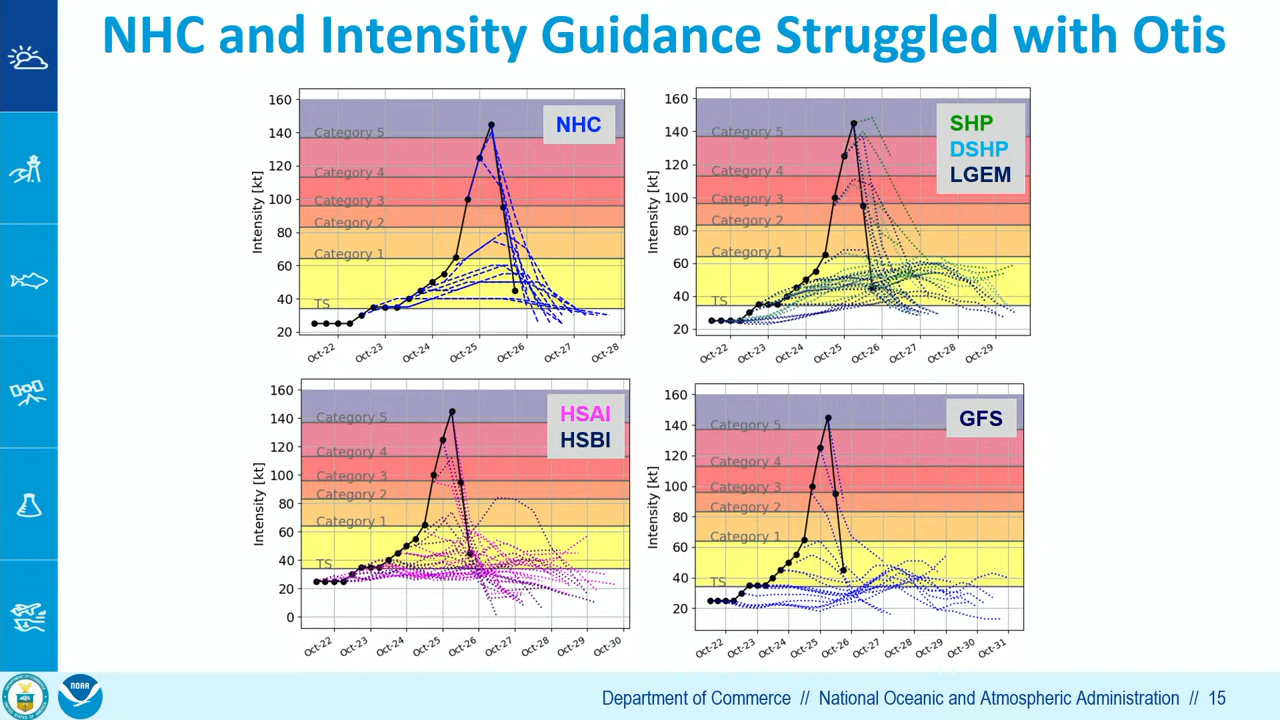 NHC and Intensity Guidance Struggled with Otis
160
140
120
100
80
60
40
20
Intensity [kt]
Category 5
Category 4
Category 3
Category 2
Category 1
TS
NHC
Oct-22
Oct-23
Oct-24
Oct-25
Oct-26
Oct-27
Oct-28
160
140
120
100
80
60
40
20
Intensity [kt]
Category 5
Category 4
Category 3
Category 2
Category 1
TS
SHP
DSHP
LGEM
Oct-22
Oct-23
Oct-24
Oct-25
Oct-26
Oct-27
Oct-28
Oct-29
160
140
120
100
80
60
40
20
0
Intensity [kt]
Category 5
Category 4
Category 3
Category 2
Category 1
TS
HSAI
HSBI
Oct-22
Oct-23
Oct-24
Oct-25
Oct-26
Oct-27
Oct-28
Oct-29
Oct-30
160
140
120
100
80
60
40
20
Intensity [kt]
Category 5
Category 4
Category 3
Category 2
Category 1
TS
GFS
Oct-22
Oct-23
Oct-24
Oct-25
Oct-26
Oct-27
Oct-28
Oct-29
Oct-30
Oct-31
NOAA
Department of Commerce // National Oceanic and Atmospheric Administration // 15